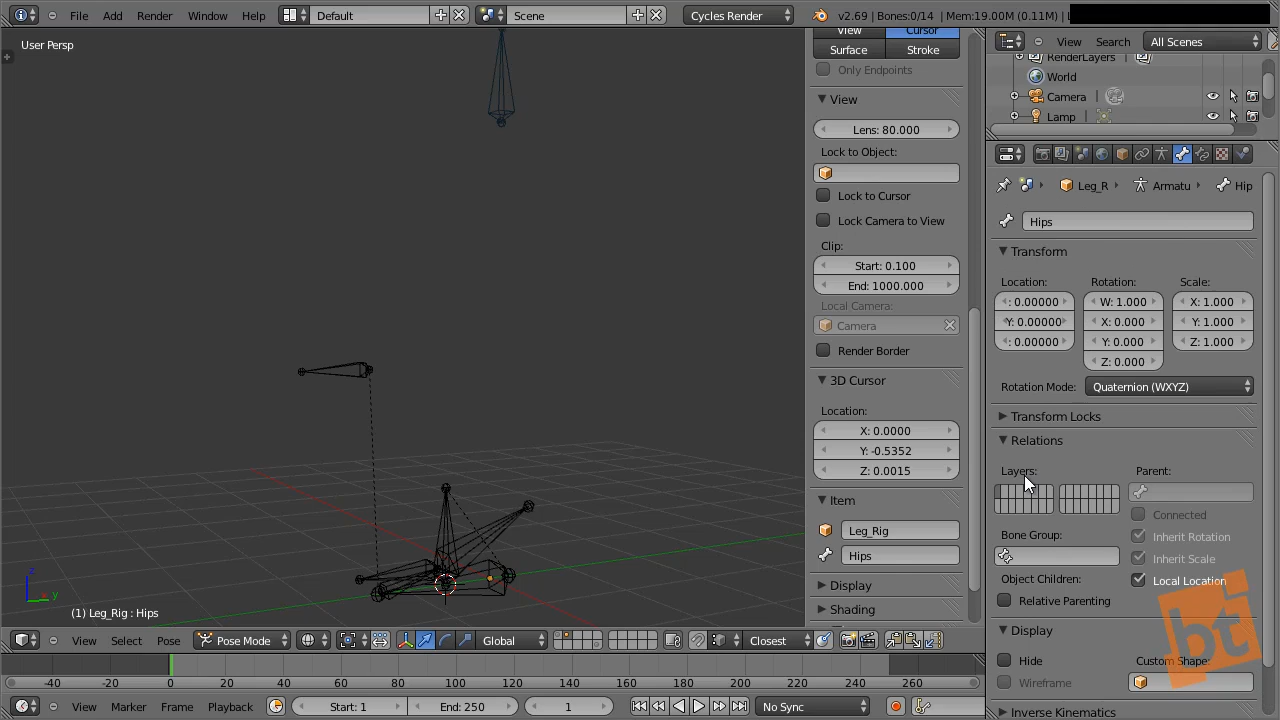 File Add Render Window Help
Default
Scene
Cycles Render
v2.69 | Bones:0/14 | Mem:19.00M (0.11M) |
User Persp
View Cursor
Surface Stroke
Only Endpoints
View
Lens: 80.000
Lock to Object:
Lock to Cursor
Lock Camera to View
Clip:
Start: 0.100
End: 1000.000
Local Camera:
Camera
Render Border
3D Cursor
Location:
X: 0.0000
Y: -0.5352
Z: 0.0015
Item
Leg_Rig
Hips
Display
Shading
View Search All Scenes
RenderLayers
World
Camera
Lamp
Leg_R Armatu Hip
Hips
Transform
Location: Rotation: Scale:
: 0.00000 W: 1.000 X: 1.000
Y: 0.00000 X: 0.000 Y: 1.000
: 0.00000 Y: 0.000 Z: 1.000
Z: 0.000
Rotation Mode: Quaternion (WXYZ)
Transform Locks
Relations
Layers: Parent:
Connected
Bone Group: Inherit Rotation
Inherit Scale
Object Children: Local Location
Relative Parenting
Display
Hide Custom Shape:
Wireframe
Inverse Kinematics
bt
z
y
(1) Leg_Rig : Hips
View Select Pose Pose Mode Global Closest
-40 -20 0 20 40 60 80 100 120 140 160 180 200 220 240 260
View Marker Frame Playback Start: 1 End: 250 1 No Sync